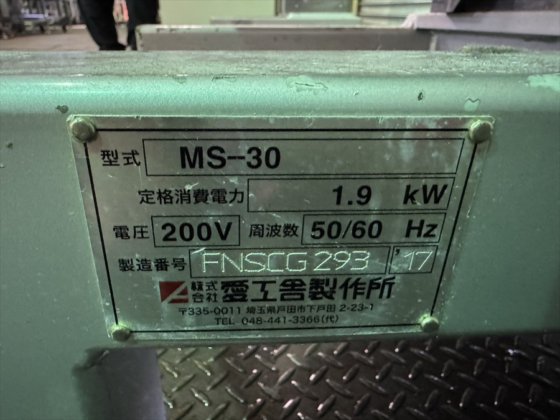 型式 MS-30
定格消費電力 1.9 kW
電圧 200V 周波数 50/60 Hz
製造番号 FNSCG293 '17
株式会社 愛工舎製作所
〒335-0011 埼玉県戸田市下戸田 2-23-1
TEL 048-441-3366(代)